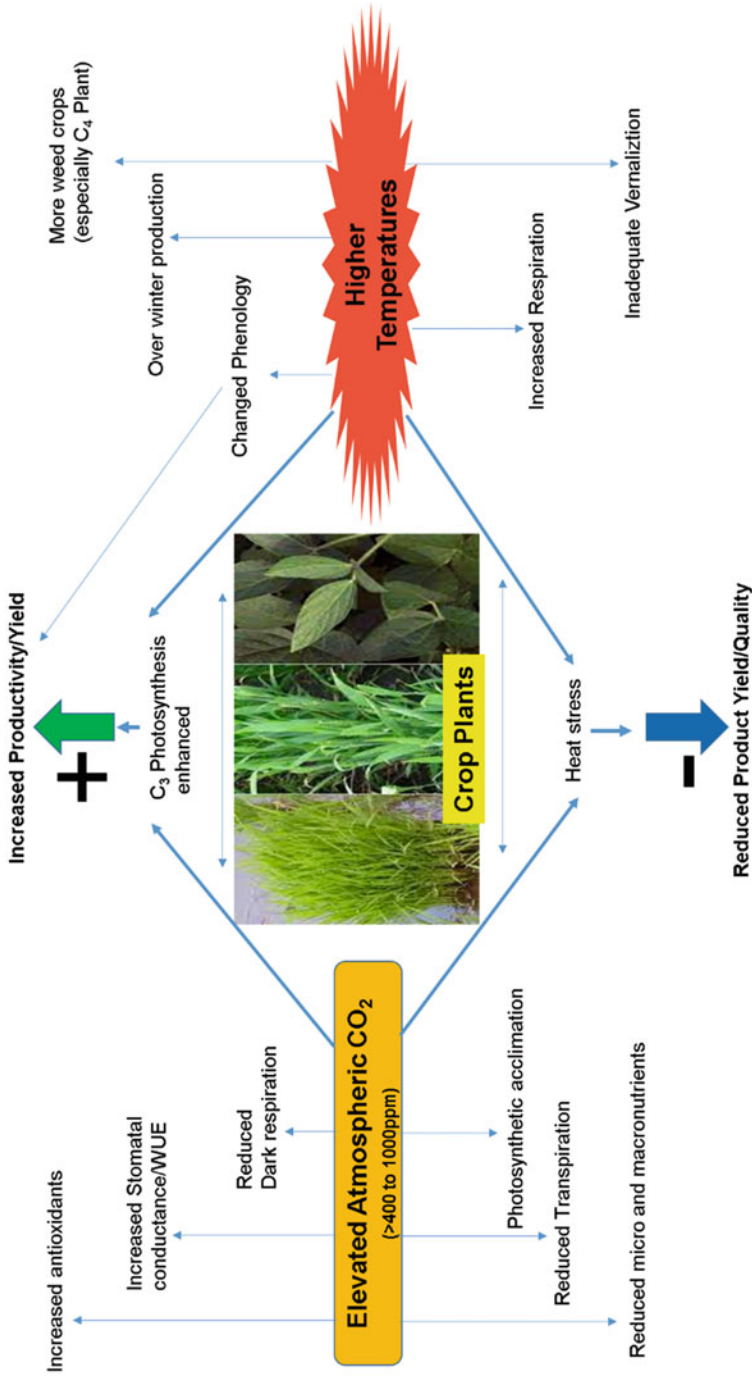 Increased Productivity/Yield
+
Increased antioxidants
Increased Stomatal
conductance/WUE
Reduced
Dark respiration
C₃ Photosynthesis
enhanced
Changed Phenology
Over winter production
More weed crops
(especially C₄ Plant)
Elevated Atmospheric CO₂
(>400 to 1000ppm)
Crop Plants
Higher
Temperatures
Photosynthetic acclimation
Reduced Transpiration
Reduced micro and macronutrients
Heat stress
Increased Respiration
Inadequate Vernaliztion
-
Reduced Product Yield/Quality